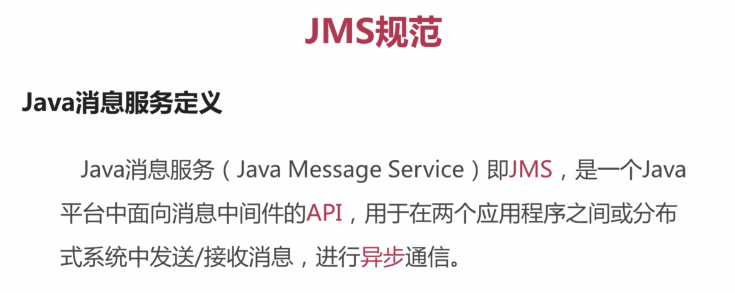 JMS规范
Java消息服务定义
Java消息服务（Java Message Service）即JMS，是一个Java
平台中面向消息中间件的API，用于在两个应用程序之间或分布
式系统中发送/接收消息，进行异步通信。